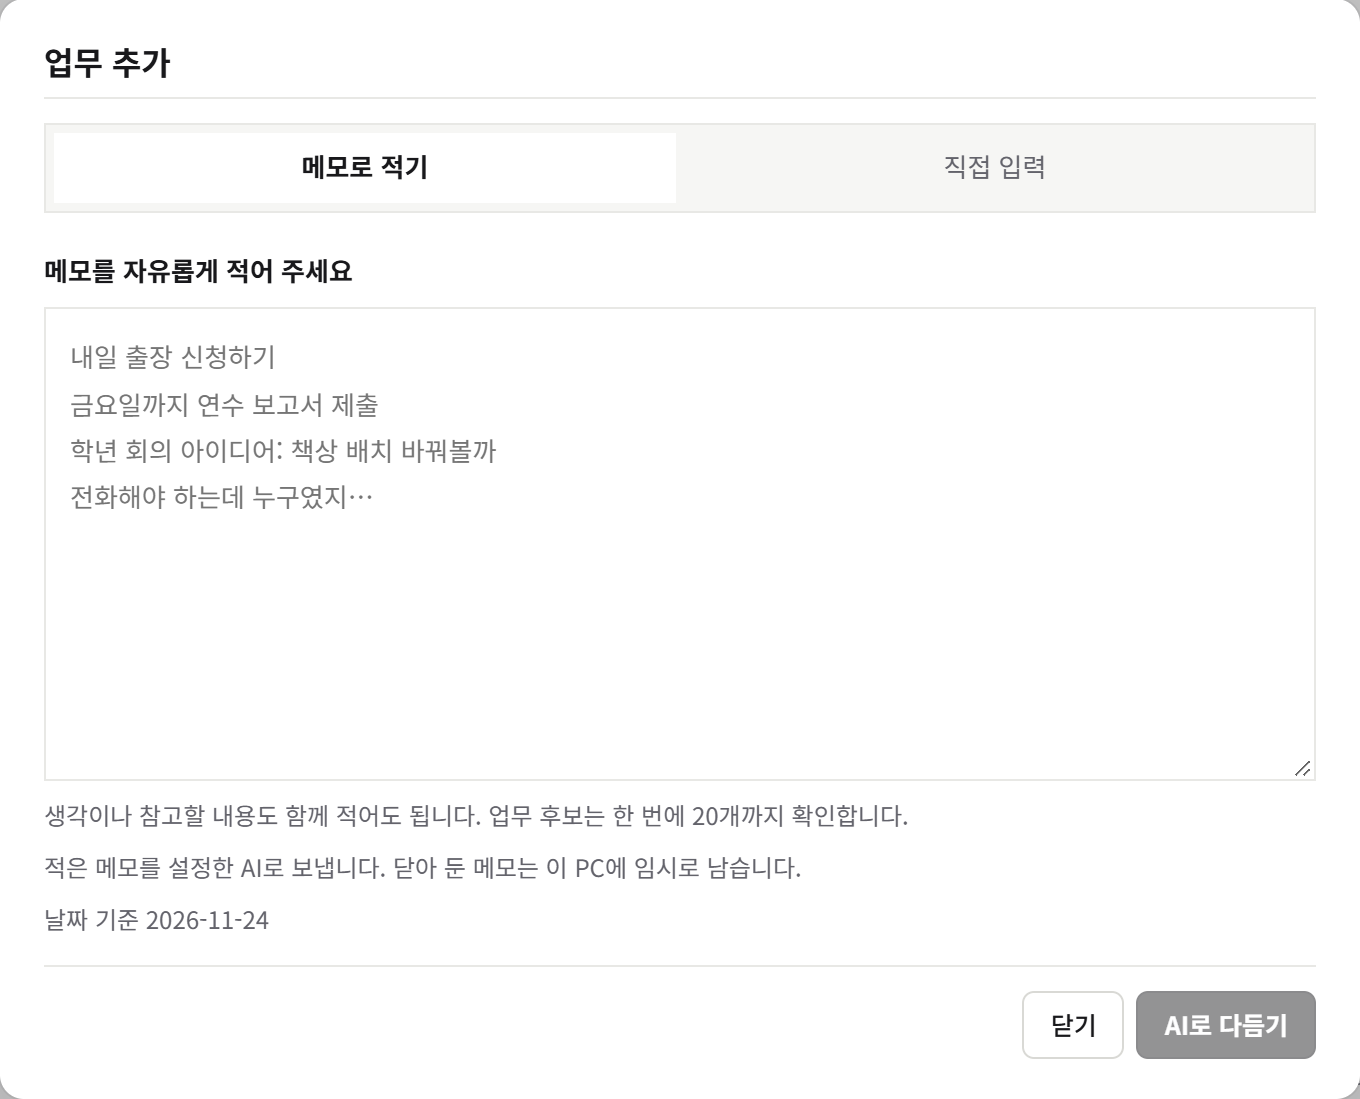 업무 추가
메모로 적기
직접 입력
메모를 자유롭게 적어 주세요
내일 출장 신청하기
금요일까지 연수 보고서 제출
학년 회의 아이디어: 책상 배치 바꿔볼까
전화해야 하는데 누구였지…
생각이나 참고할 내용도 함께 적어도 됩니다. 업무 후보는 한 번에 20개까지 확인합니다.
적은 메모를 설정한 AI로 보냅니다. 닫아 둔 메모는 이 PC에 임시로 남습니다.
날짜 기준 2026-11-24
닫기
AI로 다듬기